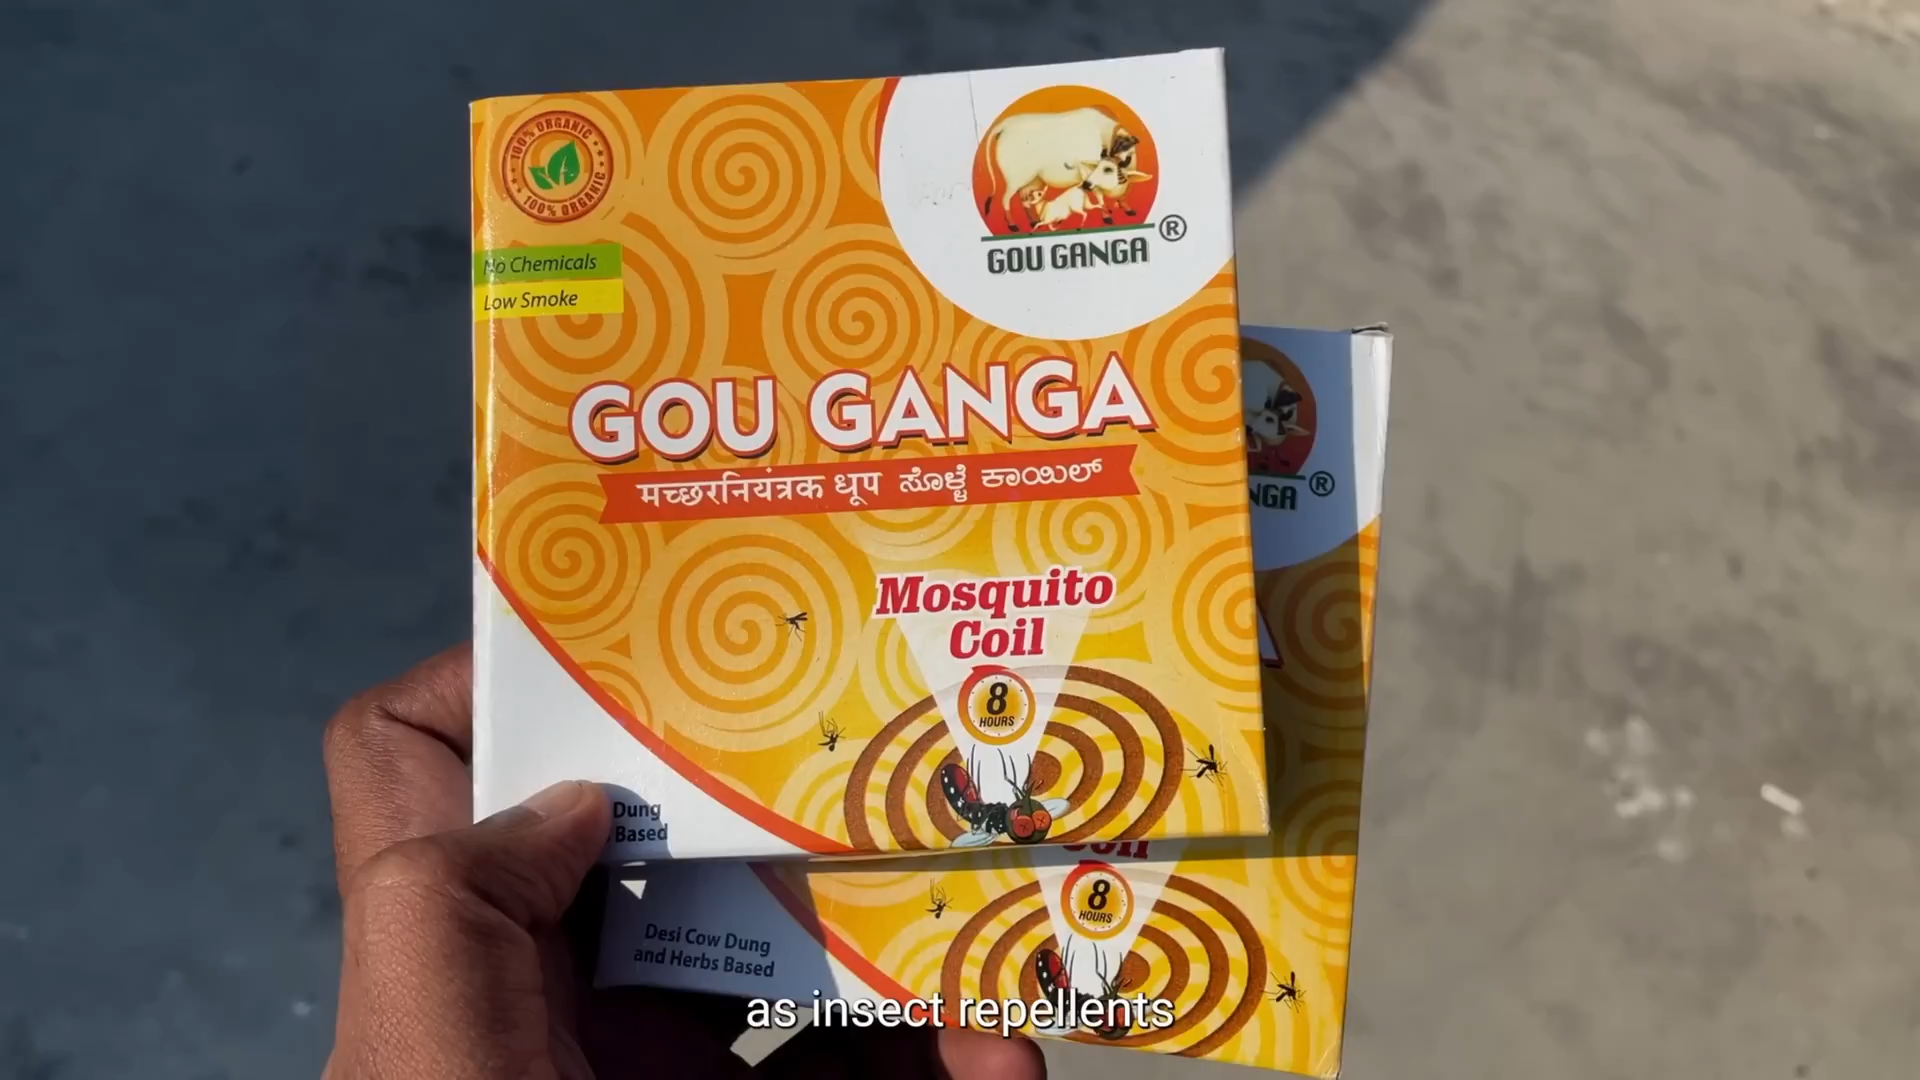 100% ORGANIC
100% ORGANIC
No Chemicals
Low Smoke
GOU GANGA ®
GOU GANGA
मच्छरनियंत्रक धूप ಸೊಳ್ಳೆ ಕಾಯಿಲ್
Mosquito
Coil
8
HOURS
Dung
Based
NGA ®
Coil
8
HOURS
Desi Cow Dung
and Herbs Based
as insect repellents